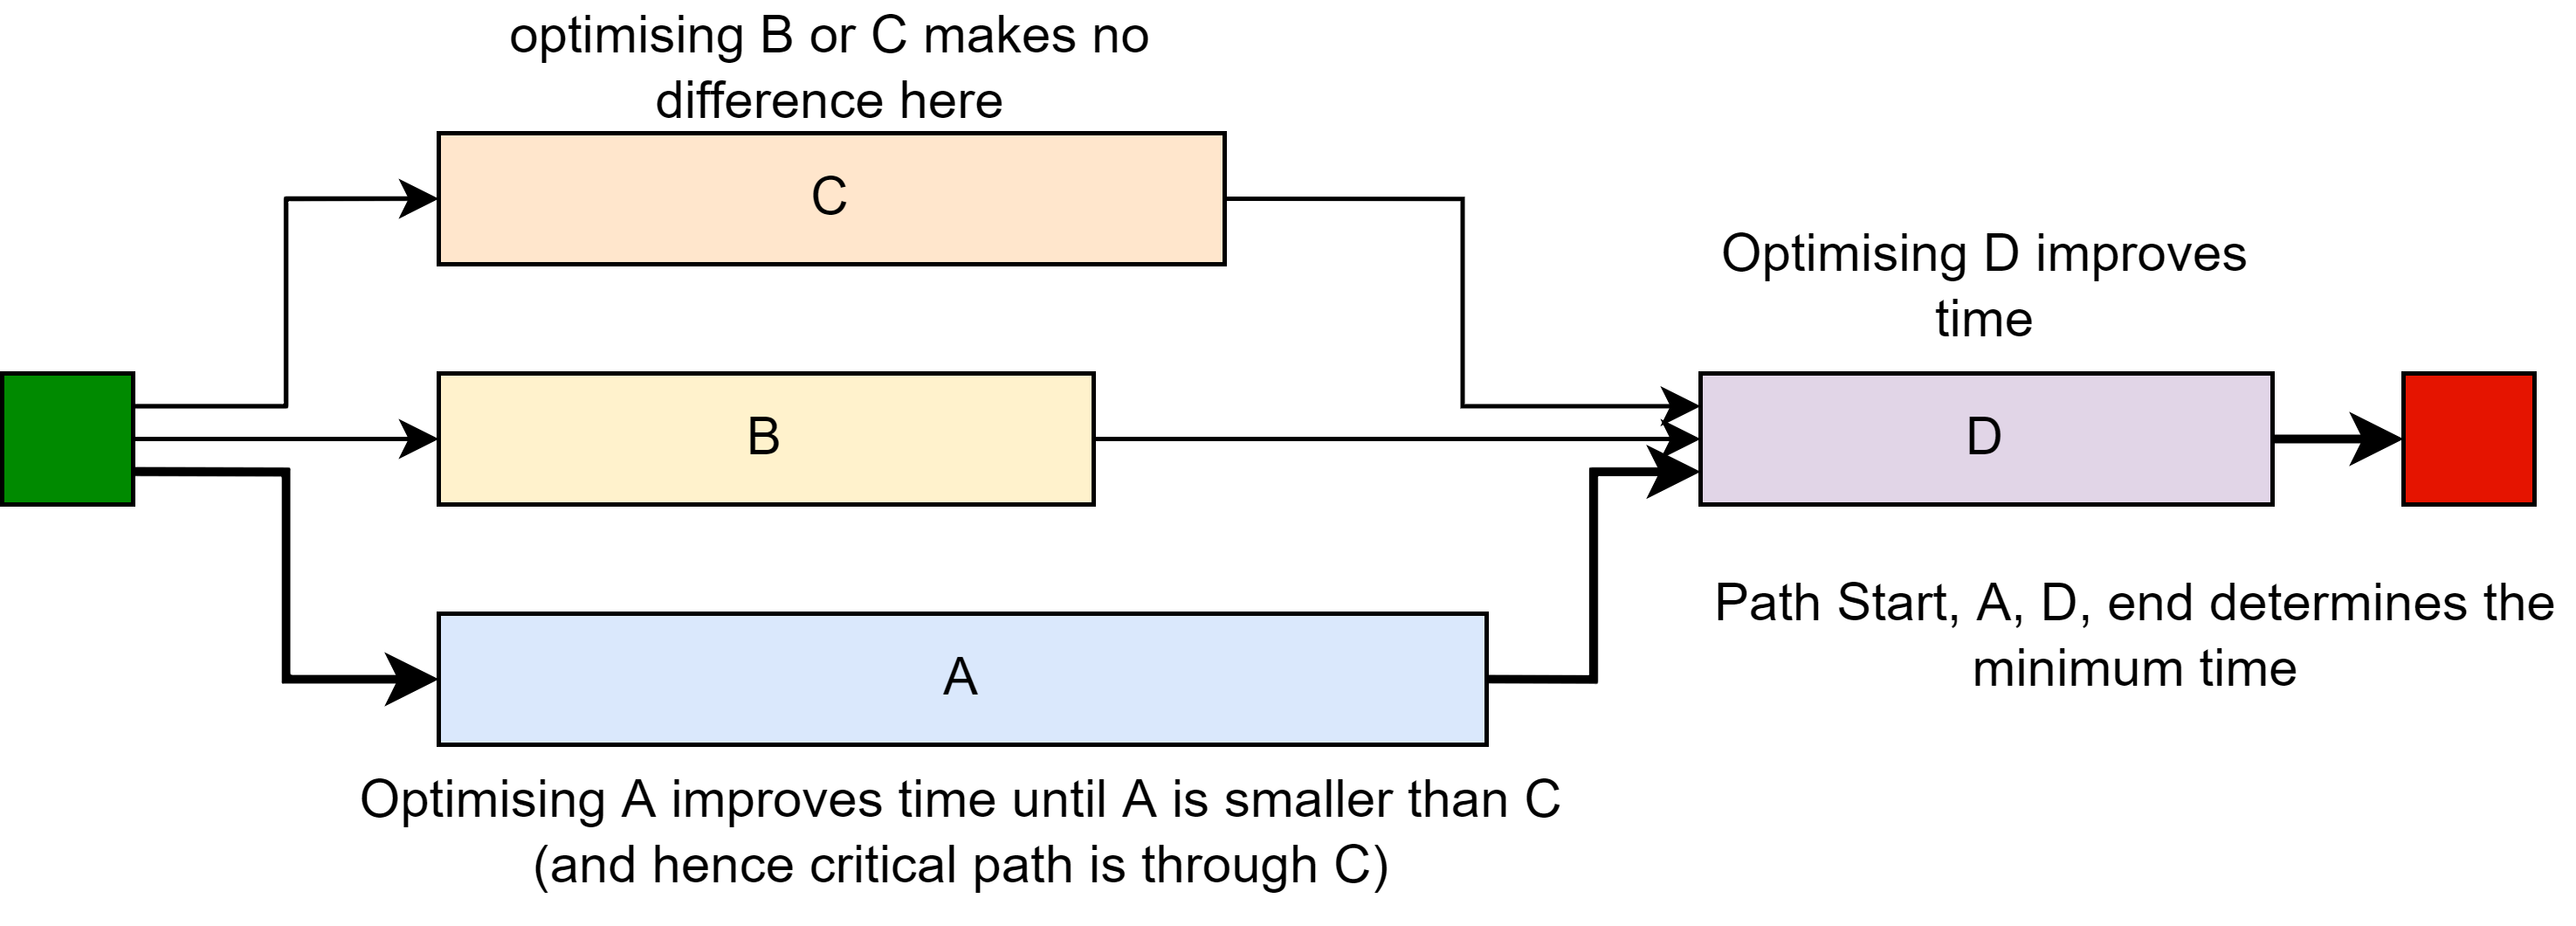 optimising B or C makes no
difference here
C
Optimising D improves
time
B
D
Path Start, A, D, end determines the
minimum time
A
Optimising A improves time until A is smaller than C
(and hence critical path is through C)